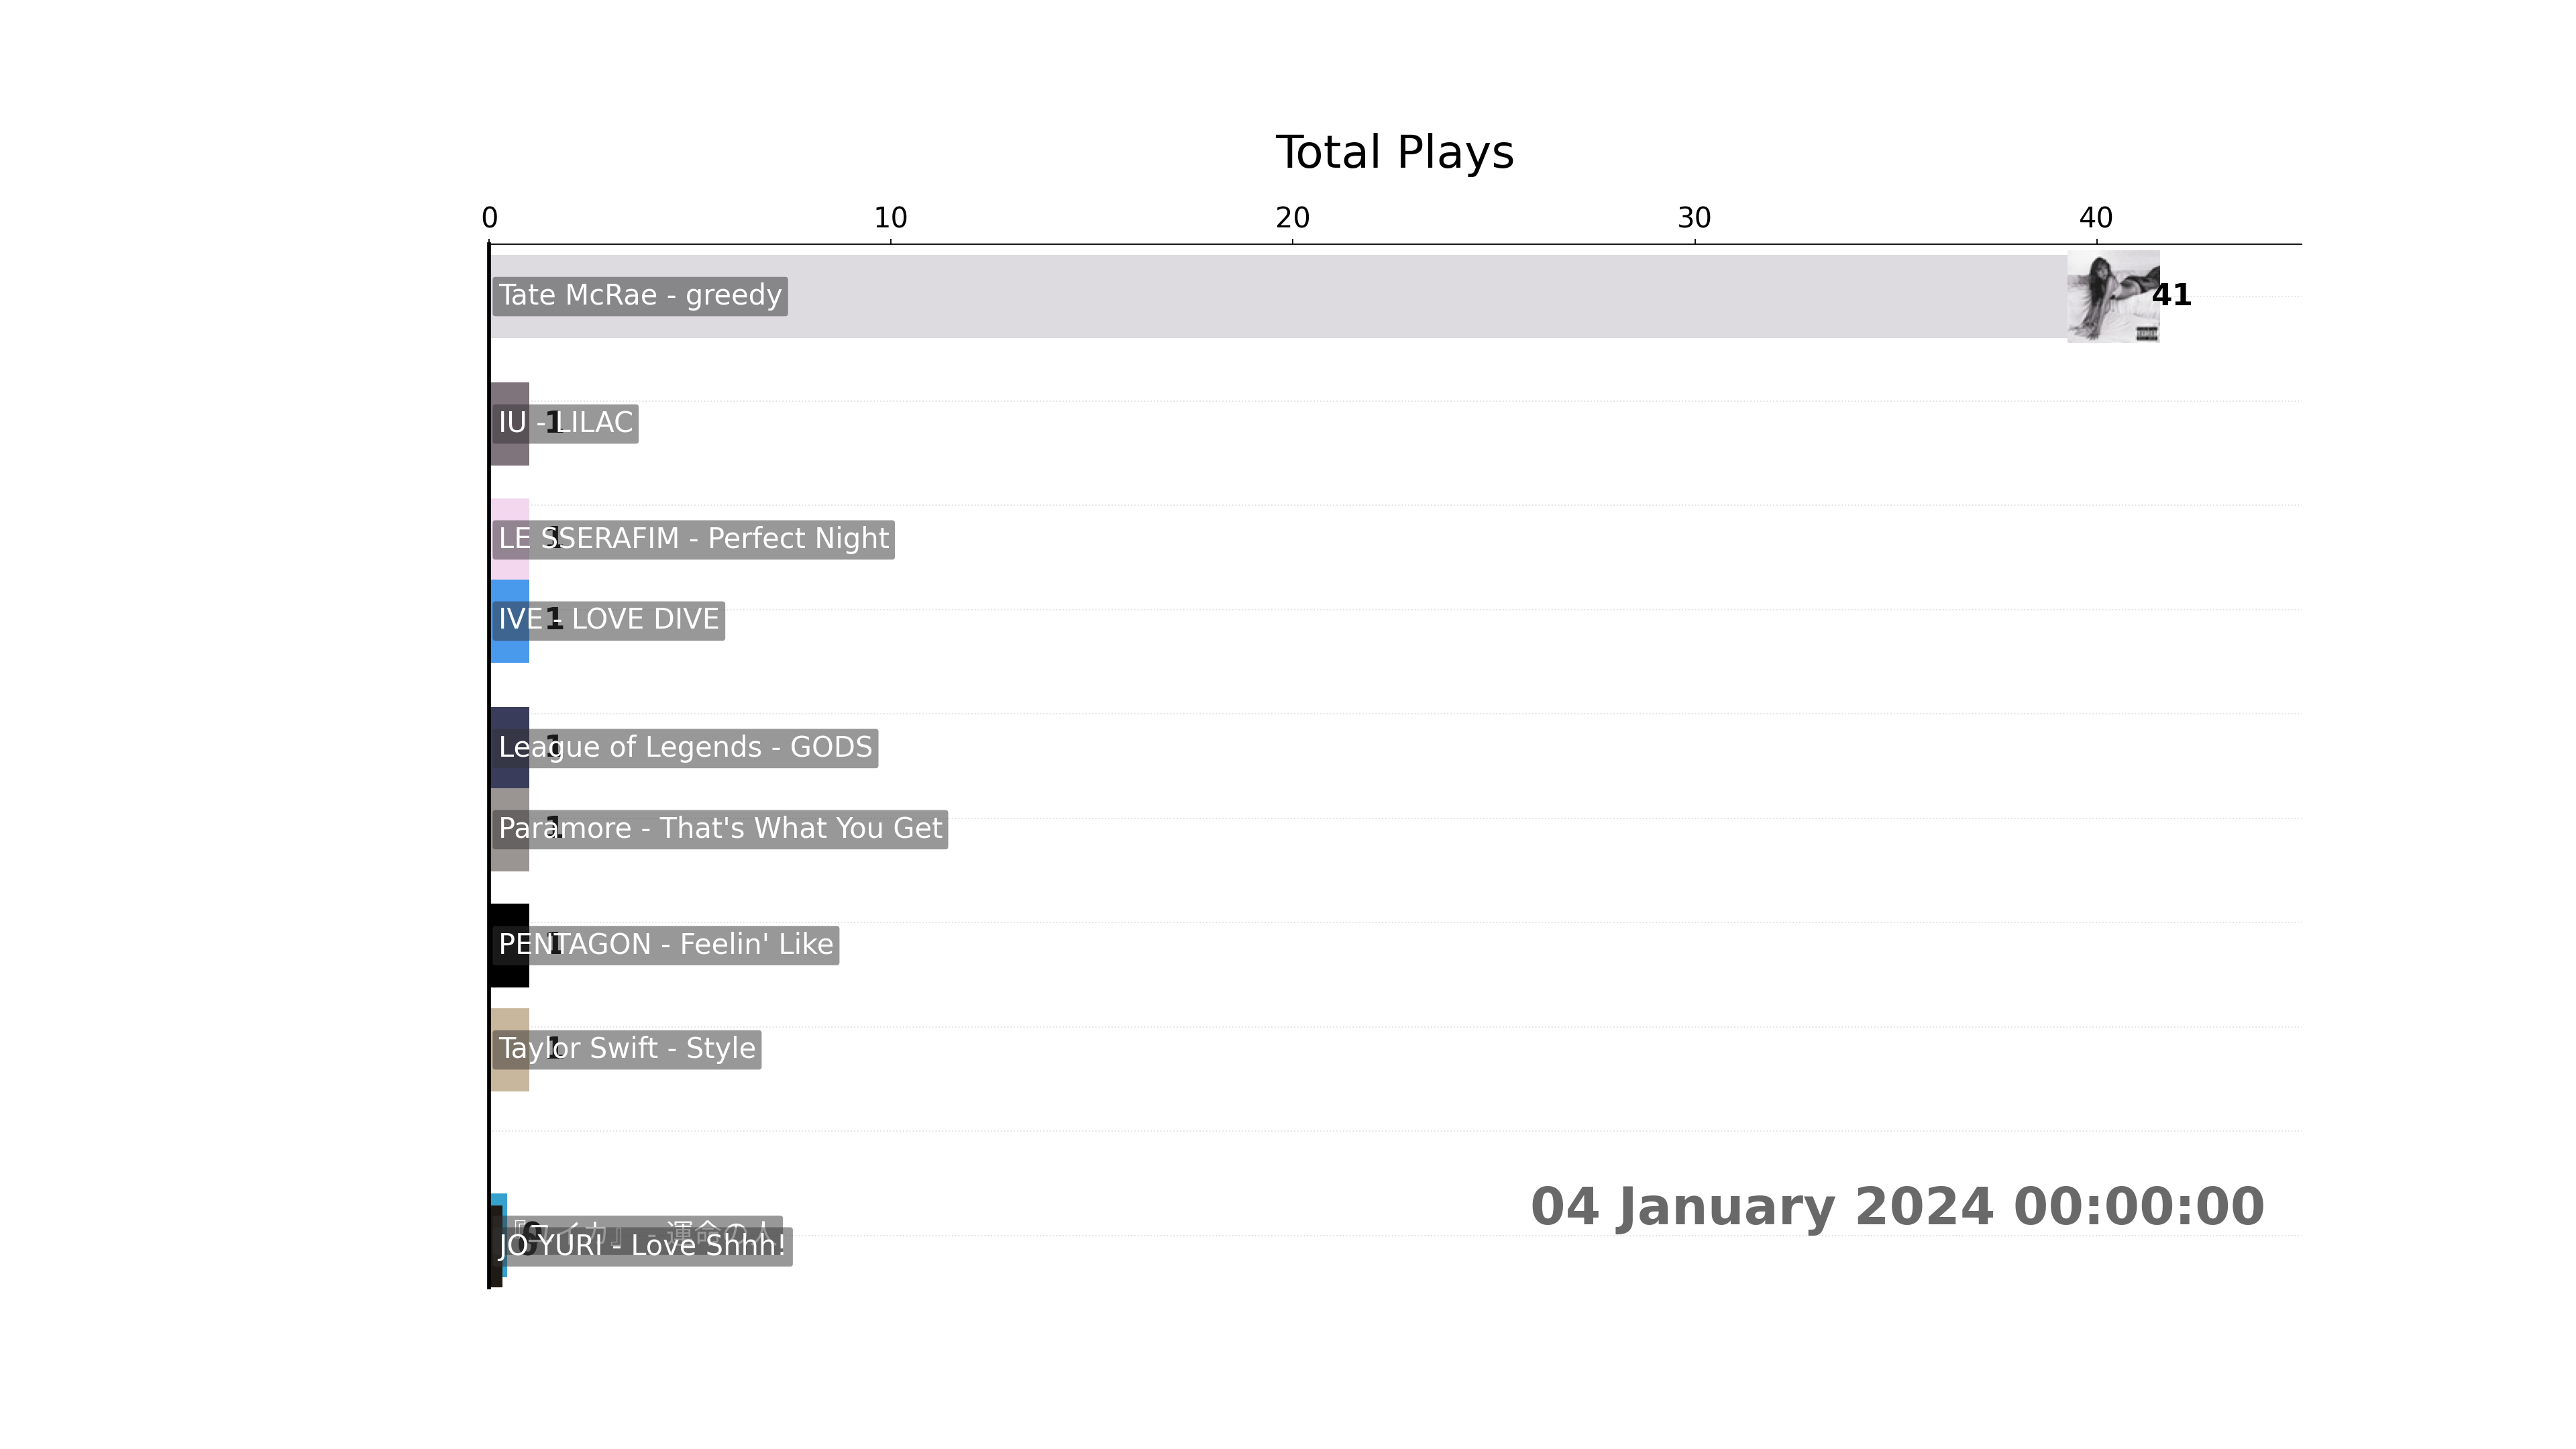 Total Plays
0 10 20 30 40
Tate McRae - greedy 41
IU - LILAC 1
LE SSERAFIM - Perfect Night 1
IVE - LOVE DIVE 1
League of Legends - GODS 1
Paramore - That's What You Get 1
PENTAGON - Feelin' Like 1
Taylor Swift - Style 1
04 January 2024 00:00:00
- 運命の人
JO YURI - Love Shhh! 0